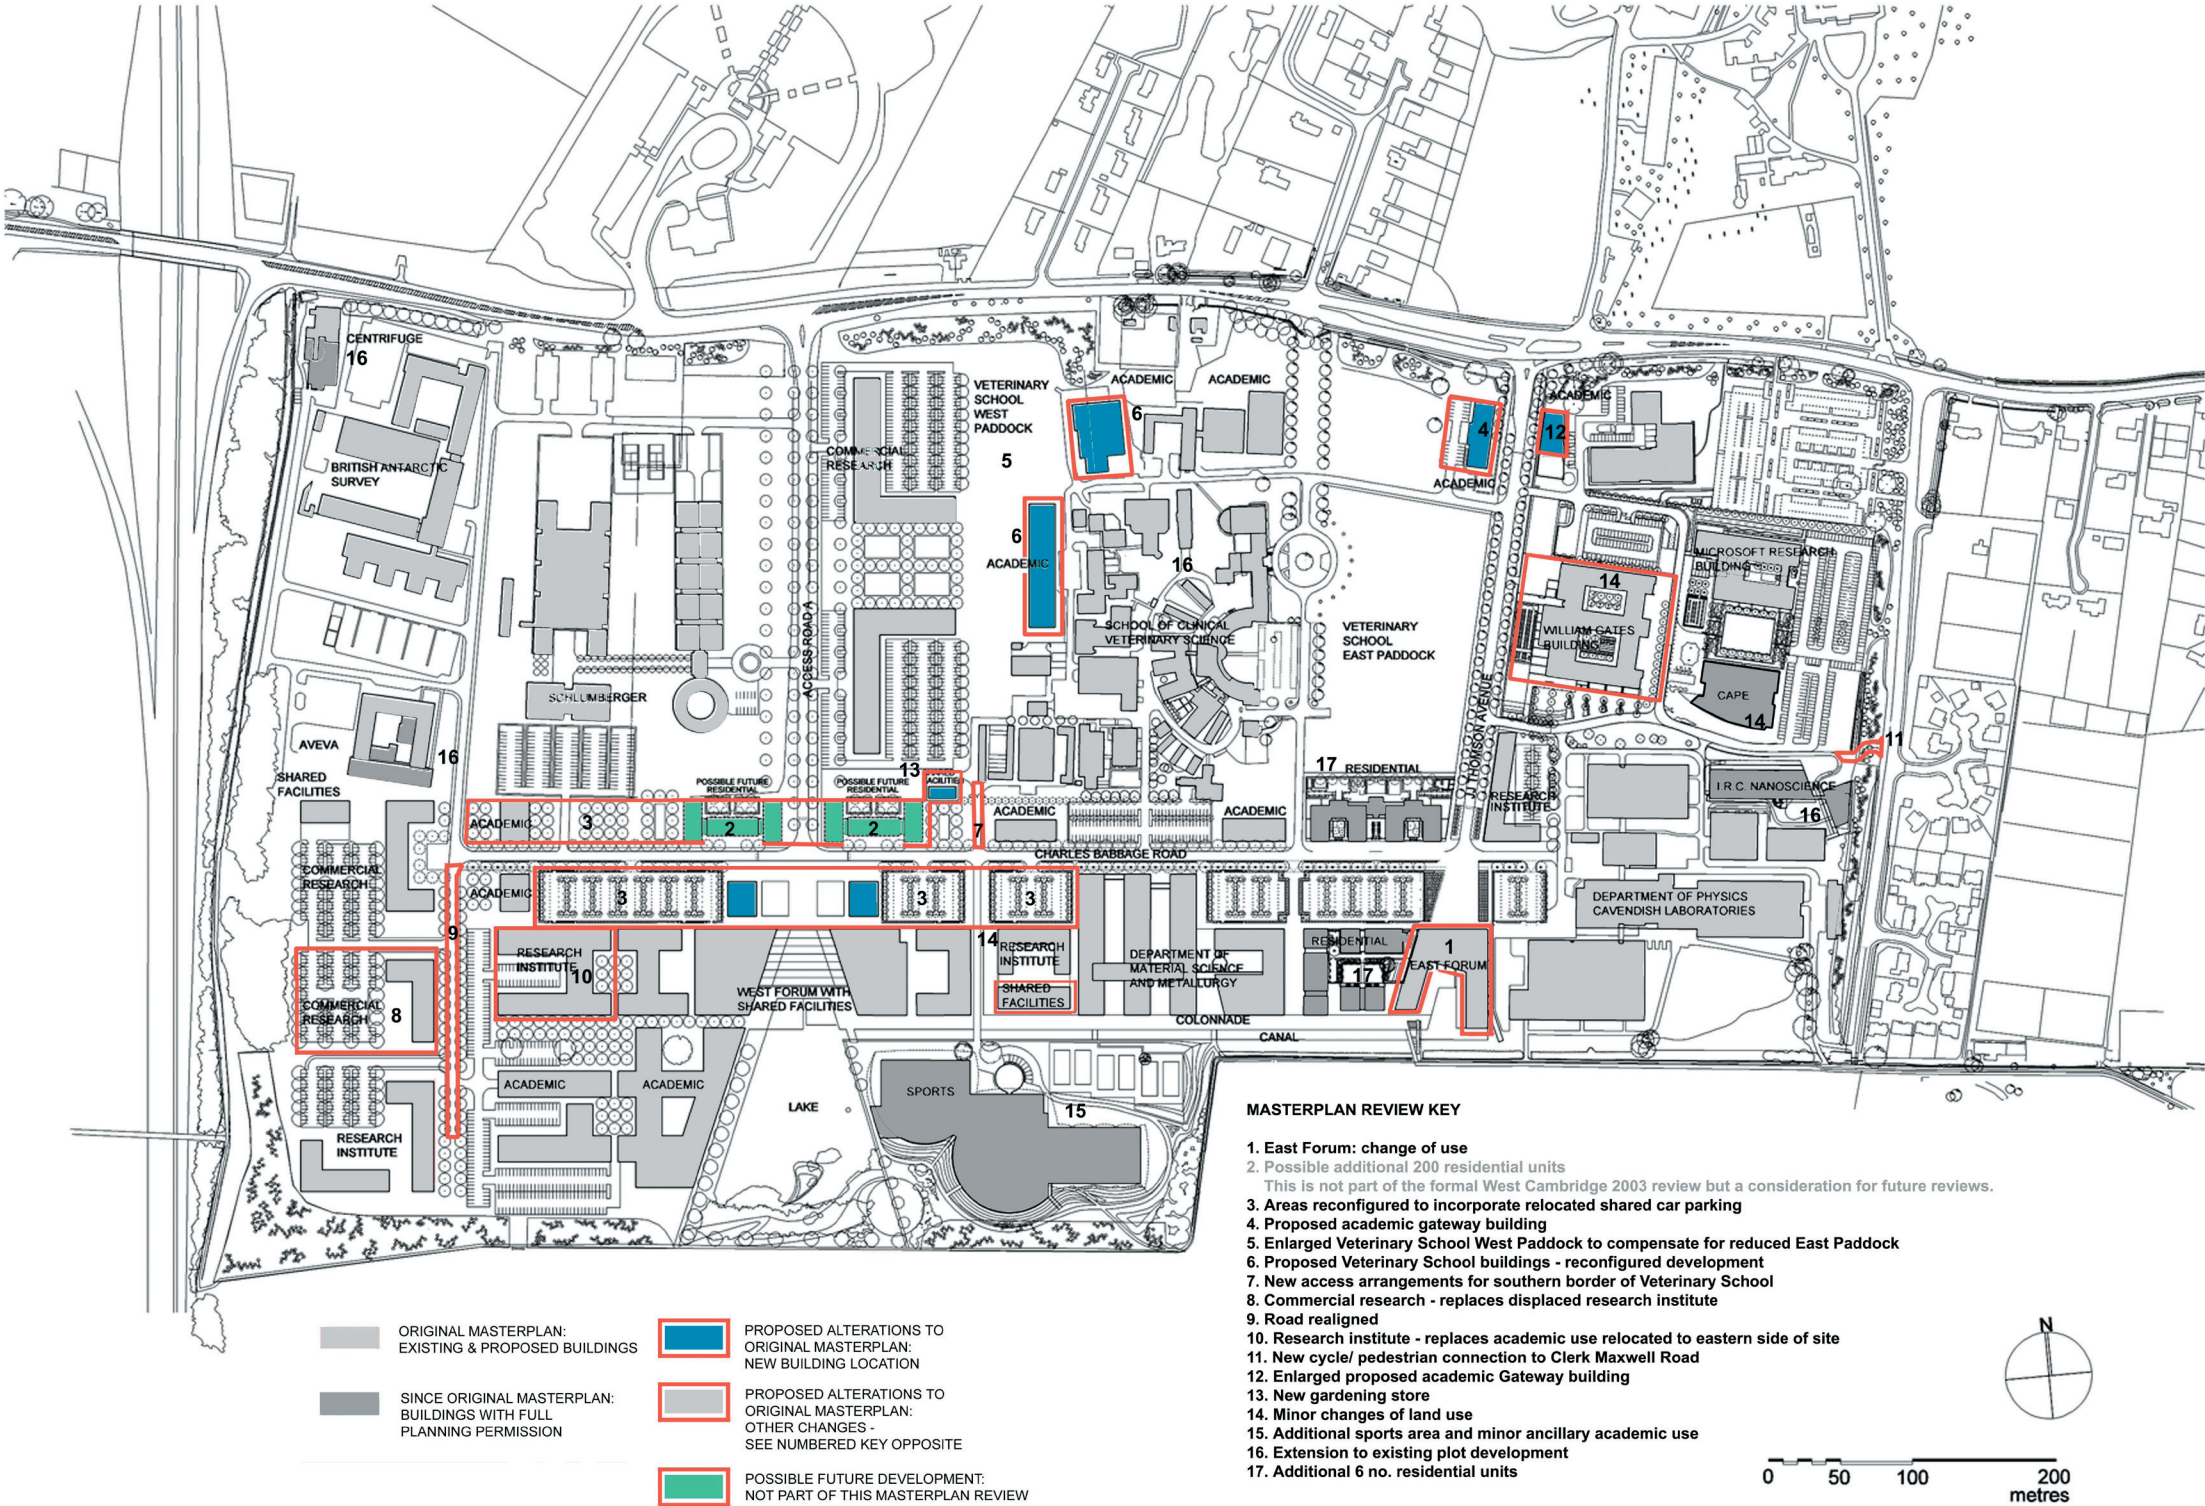 CENTRIFUGE
16
BRITISH ANTARCTIC
SURVEY
VETERINARY
SCHOOL
WEST
PADDOCK
5
COMMERCIAL
RESEARCH
ACADEMIC
ACADEMIC
6
6
ACADEMIC
4
ACADEMIC
ACADEMIC
12
16
SCHOOL OF CLINICAL
VETERINARY SCIENCE
VETERINARY
SCHOOL
EAST PADDOCK
ACCESS ROAD A
JJ THOMSON AVENUE
MICROSOFT RESEARCH
BUILDING
14
WILLIAM GATES
BUILDING
CAPE
14
11
SCHLUMBERGER
AVEVA
16
SHARED
FACILITIES
POSSIBLE FUTURE
RESIDENTIAL
POSSIBLE FUTURE
RESIDENTIAL
13
FACILITIES
17
RESIDENTIAL
RESEARCH
INSTITUTE
I.R.C. NANOSCIENCE
16
ACADEMIC
3
2
2
7
ACADEMIC
ACADEMIC
CHARLES BABBAGE ROAD
COMMERCIAL
RESEARCH
ACADEMIC
3
3
3
DEPARTMENT OF PHYSICS
CAVENDISH LABORATORIES
9
RESEARCH
INSTITUTE
10
WEST FORUM WITH
SHARED FACILITIES
14
RESEARCH
INSTITUTE
SHARED
FACILITIES
DEPARTMENT OF
MATERIAL SCIENCE
AND METALLURGY
RESIDENTIAL
17
1
EAST FORUM
COMMERCIAL
RESEARCH
8
COLONNADE
CANAL
ACADEMIC
ACADEMIC
LAKE
SPORTS
15
RESEARCH
INSTITUTE
MASTERPLAN REVIEW KEY
1. East Forum: change of use
2. Possible additional 200 residential units
This is not part of the formal West Cambridge 2003 review but a consideration for future reviews.
3. Areas reconfigured to incorporate relocated shared car parking
4. Proposed academic gateway building
5. Enlarged Veterinary School West Paddock to compensate for reduced East Paddock
6. Proposed Veterinary School buildings - reconfigured development
7. New access arrangements for southern border of Veterinary School
8. Commercial research - replaces displaced research institute
9. Road realigned
10. Research institute - replaces academic use relocated to eastern side of site
11. New cycle/ pedestrian connection to Clerk Maxwell Road
12. Enlarged proposed academic Gateway building
13. New gardening store
14. Minor changes of land use
15. Additional sports area and minor ancillary academic use
16. Extension to existing plot development
17. Additional 6 no. residential units
ORIGINAL MASTERPLAN:
EXISTING & PROPOSED BUILDINGS
SINCE ORIGINAL MASTERPLAN:
BUILDINGS WITH FULL
PLANNING PERMISSION
PROPOSED ALTERATIONS TO
ORIGINAL MASTERPLAN:
NEW BUILDING LOCATION
PROPOSED ALTERATIONS TO
ORIGINAL MASTERPLAN:
OTHER CHANGES -
SEE NUMBERED KEY OPPOSITE
POSSIBLE FUTURE DEVELOPMENT:
NOT PART OF THIS MASTERPLAN REVIEW
N
0 50 100 200
metres